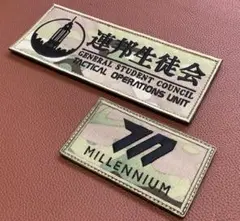 連邦生徒会
GENERAL STUDENT COUNCIL
TACTICAL OPERATIONS UNIT
MILLENNIUM